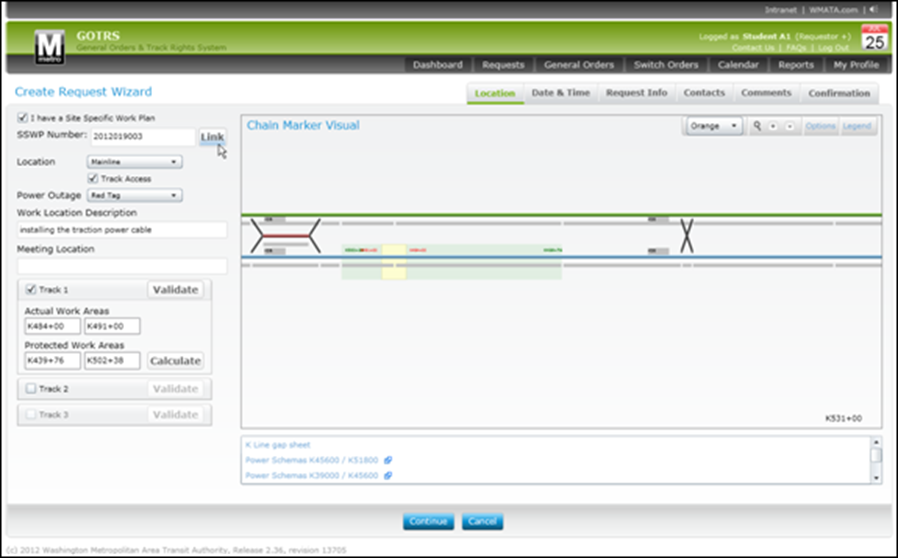 Intranet | WMATA.com |
M
metro
GOTRS
General Orders & Track Rights System
Logged as Student A1 (Requestor +)
Contact Us | FAQs | Log Out
JUL
25
Dashboard Requests General Orders Switch Orders Calendar Reports My Profile
Create Request Wizard
Location Date & Time Request Info Contacts Comments Confirmation
I have a Site Specific Work Plan
SSWP Number: 2012019003 Link
Location Mainline
Track Access
Power Outage Red Tag
Work Location Description
installing the traction power cable
Meeting Location
Track 1 Validate
Actual Work Areas
K484+00 K491+00
Protected Work Areas
K439+76 K502+38 Calculate
Track 2 Validate
Track 3 Validate
Chain Marker Visual
Orange + - Options Legend
K531+00
K Line gap sheet
Power Schemas K45600 / K51800
Power Schemas K39000 / K45600
Continue Cancel
(c) 2012 Washington Metropolitan Area Transit Authority, Release 2.36, revision 13705